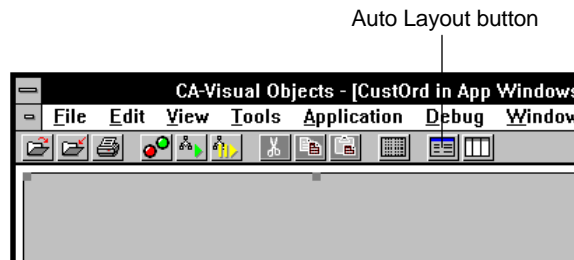 Auto Layout button
CA-Visual Objects - [CustOrd in App Windows
File Edit View Tools Application Debug Window